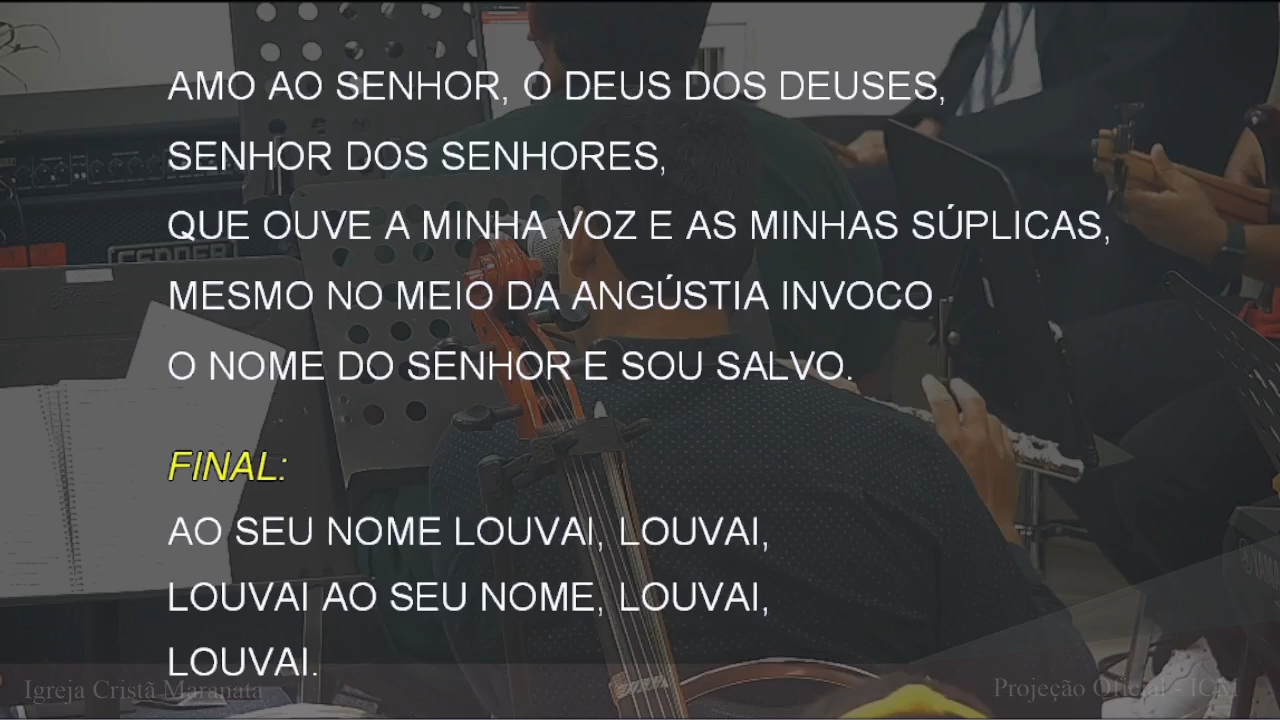 AMO AO SENHOR, O DEUS DOS DEUSES,
SENHOR DOS SENHORES,
QUE OUVE A MINHA VOZ E AS MINHAS SÚPLICAS,
MESMO NO MEIO DA ANGÚSTIA INVOCO
O NOME DO SENHOR E SOU SALVO.
FINAL:
AO SEU NOME LOUVAI, LOUVAI,
LOUVAI AO SEU NOME, LOUVAI,
LOUVAI.
Igreja Cristã Maranata
Projeção Oficial - ICM